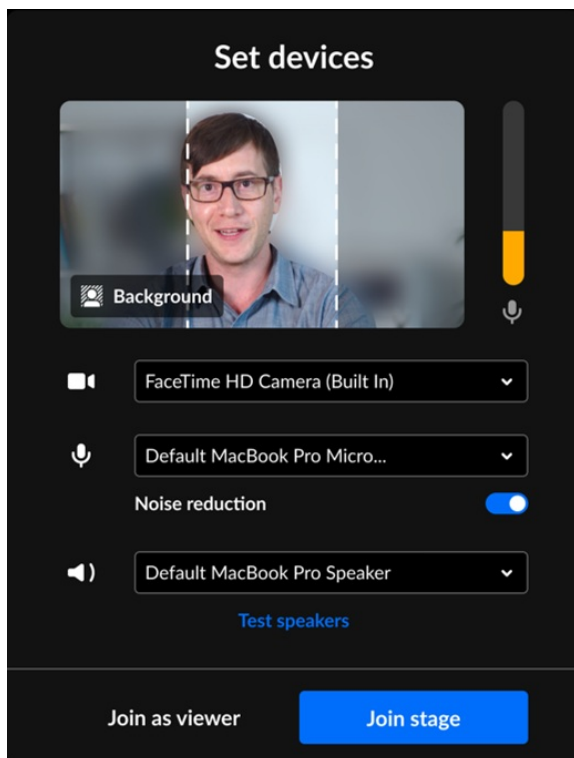 Set devices
Background
FaceTime HD Camera (Built In)
Default MacBook Pro Micro...
Noise reduction
Default MacBook Pro Speaker
Test speakers
Join as viewer
Join stage